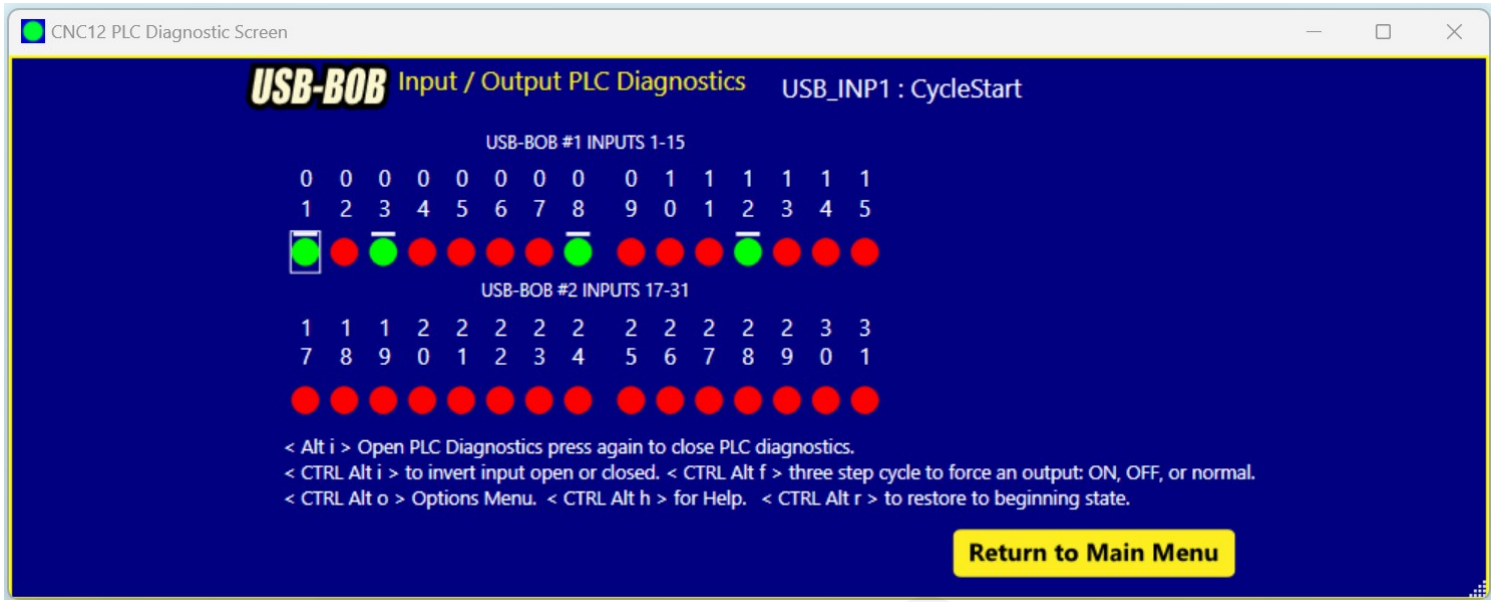 CNC12 PLC Diagnostic Screen
USB-BOB Input / Output PLC Diagnostics USB_INP1 : CycleStart
USB-BOB #1 INPUTS 1-15
0 0 0 0 0 0 0 0 0 1 1 1 1 1 1
1 2 3 4 5 6 7 8 9 0 1 2 3 4 5
USB-BOB #2 INPUTS 17-31
1 1 1 2 2 2 2 2 2 2 2 2 2 3 3
7 8 9 0 1 2 3 4 5 6 7 8 9 0 1
< Alt i > Open PLC Diagnostics press again to close PLC diagnostics.
< CTRL Alt i > to invert input open or closed. < CTRL Alt f > three step cycle to force an output: ON, OFF, or normal.
< CTRL Alt o > Options Menu. < CTRL Alt h > for Help. < CTRL Alt r > to restore to beginning state.
Return to Main Menu